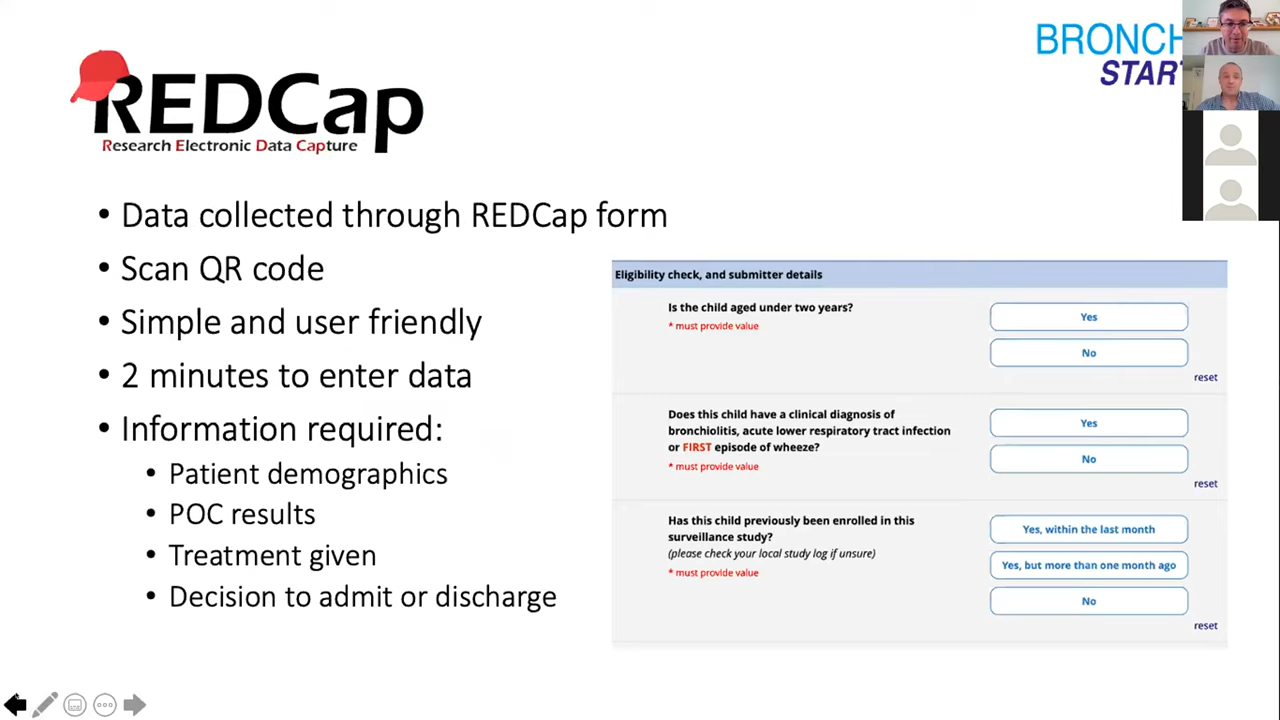 REDCap
Research Electronic Data Capture
BRONCH
START
• Data collected through REDCap form
• Scan QR code
• Simple and user friendly
• 2 minutes to enter data
• Information required:
• Patient demographics
• POC results
• Treatment given
• Decision to admit or discharge
Eligibility check, and submitter details
Is the child aged under two years?
* must provide value
Yes
No
reset
Does this child have a clinical diagnosis of
bronchiolitis, acute lower respiratory tract infection
or FIRST episode of wheeze?
* must provide value
Yes
No
reset
Has this child previously been enrolled in this
surveillance study?
(please check your local study log if unsure)
* must provide value
Yes, within the last month
Yes, but more than one month ago
No
reset